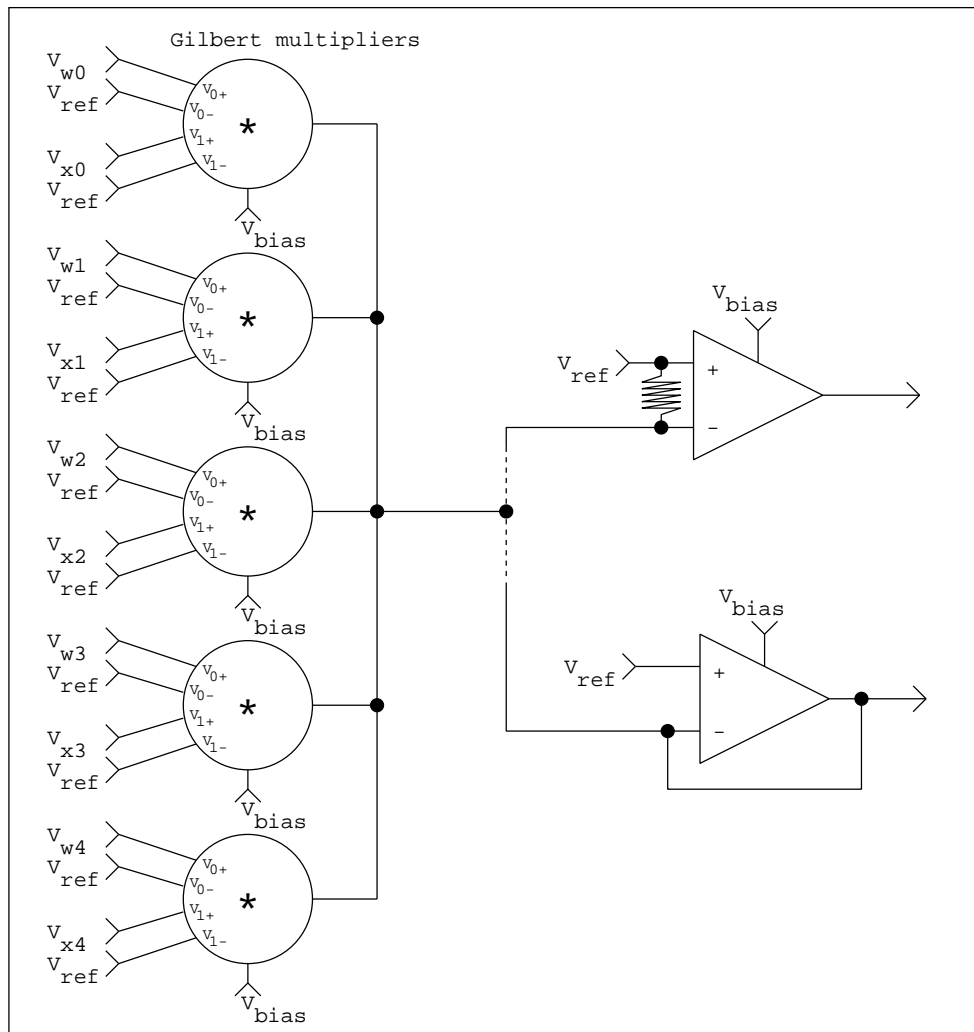 Gilbert multipliers
Vw0
Vref
Vx0
Vref
V0+
V0-
V1+
V1-
*
Vbias
Vw1
Vref
Vx1
Vref
V0+
V0-
V1+
V1-
*
Vbias
Vw2
Vref
Vx2
Vref
V0+
V0-
V1+
V1-
*
Vbias
Vw3
Vref
Vx3
Vref
V0+
V0-
V1+
V1-
*
Vbias
Vw4
Vref
Vx4
Vref
V0+
V0-
V1+
V1-
*
Vbias
Vbias
Vref
+
-
Vbias
Vref
+
-